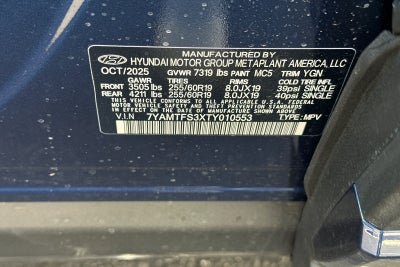 MANUFACTURED BY
HYUNDAI MOTOR GROUP METAPLANT AMERICA, LLC
OCT/2025 GVWR 7319 lbs PAINT MC5 TRIM YGN
GAWR TIRE RIM COLD TIRE INFL
FRONT 3505 lbs 255/60R19 8.0JX19 39psi SINGLE
REAR 4211 lbs 255/60R19 8.0JX19 40psi SINGLE
THIS VEHICLE CONFORMS TO ALL APPLICABLE U.S.A. FEDERAL
MOTOR VEHICLE SAFETY AND THEFT PREVENTION STANDARDS
IN EFFECT ON THE DATE OF MANUFACTURE SHOWN ABOVE.
V.I.N 7YAMTFS3XTY010553 TYPE: MPV